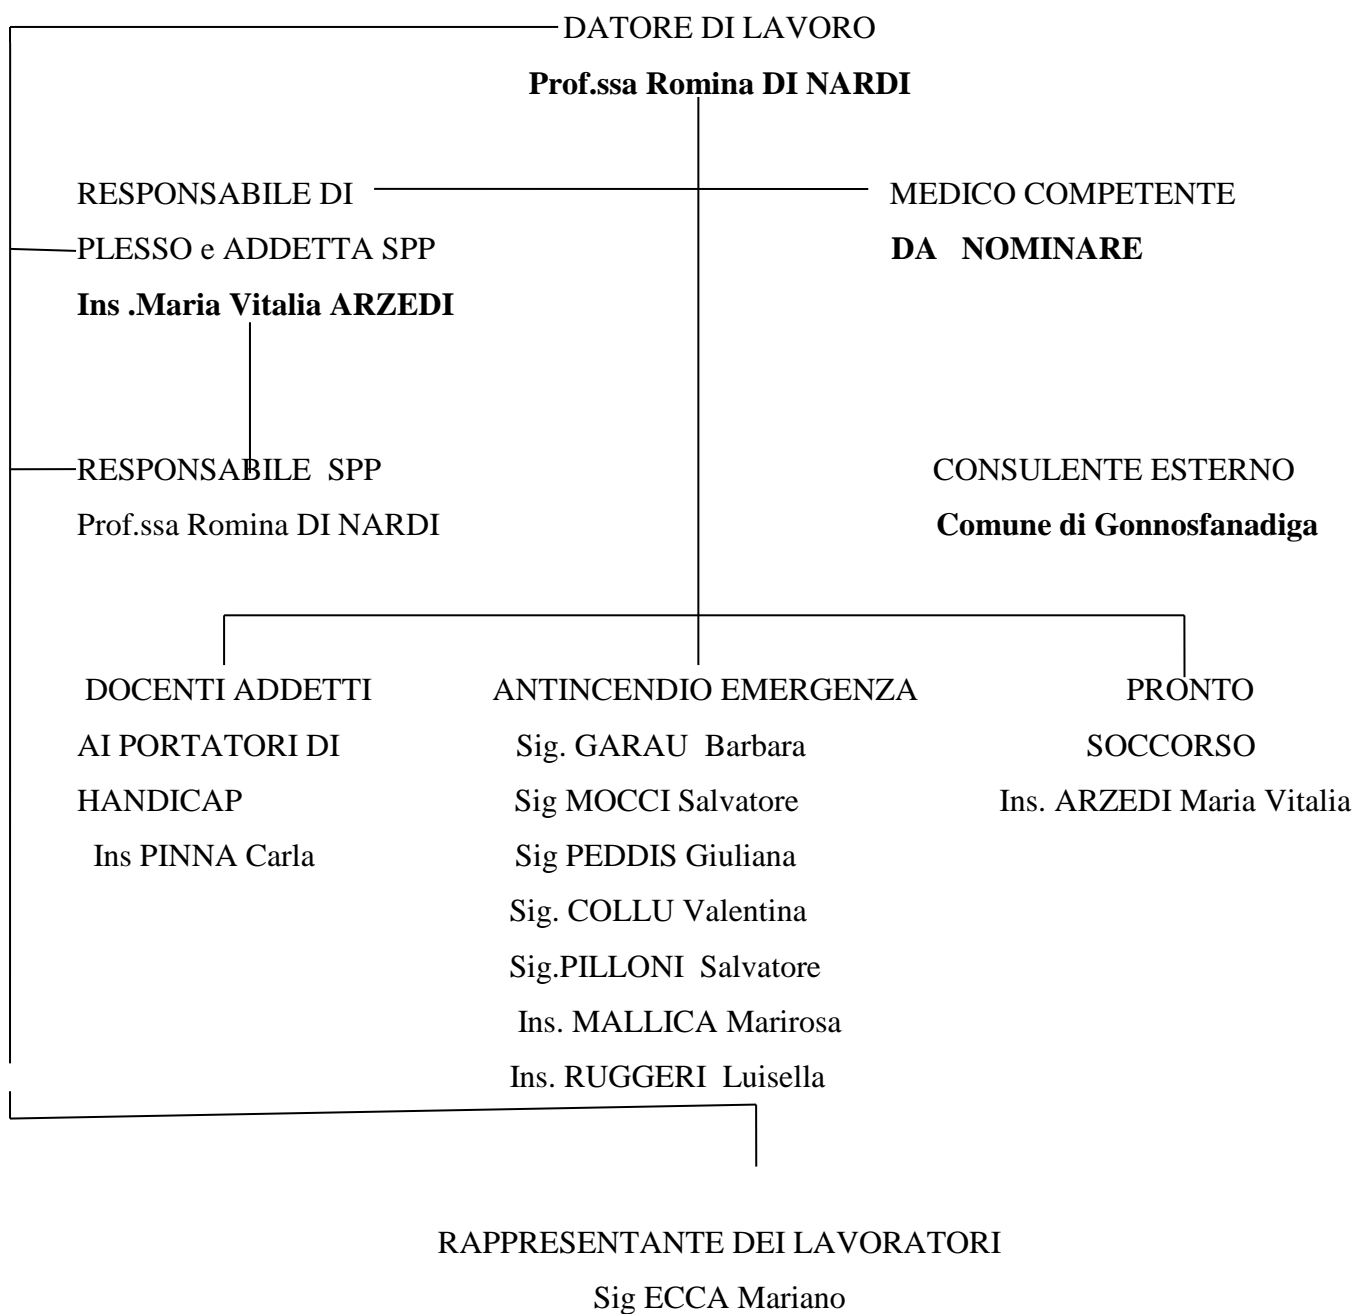 DATORE DI LAVORO
Prof.ssa Romina DI NARDI
RESPONSABILE DI
PLESSO e ADDETTA SPP
Ins .Maria Vitalia ARZEDI
MEDICO COMPETENTE
DA NOMINARE
RESPONSABILE SPP
Prof.ssa Romina DI NARDI
CONSULENTE ESTERNO
Comune di Gonnosfanadiga
DOCENTI ADDETTI
AI PORTATORI DI
HANDICAP
Ins PINNA Carla
ANTINCENDIO EMERGENZA
Sig. GARAU Barbara
Sig MOCCI Salvatore
Sig PEDDIS Giuliana
Sig. COLLU Valentina
Sig.PILLONI Salvatore
Ins. MALLICA Marirosa
Ins. RUGGERI Luisella
PRONTO
SOCCORSO
Ins. ARZEDI Maria Vitalia
RAPPRESENTANTE DEI LAVORATORI
Sig ECCA Mariano